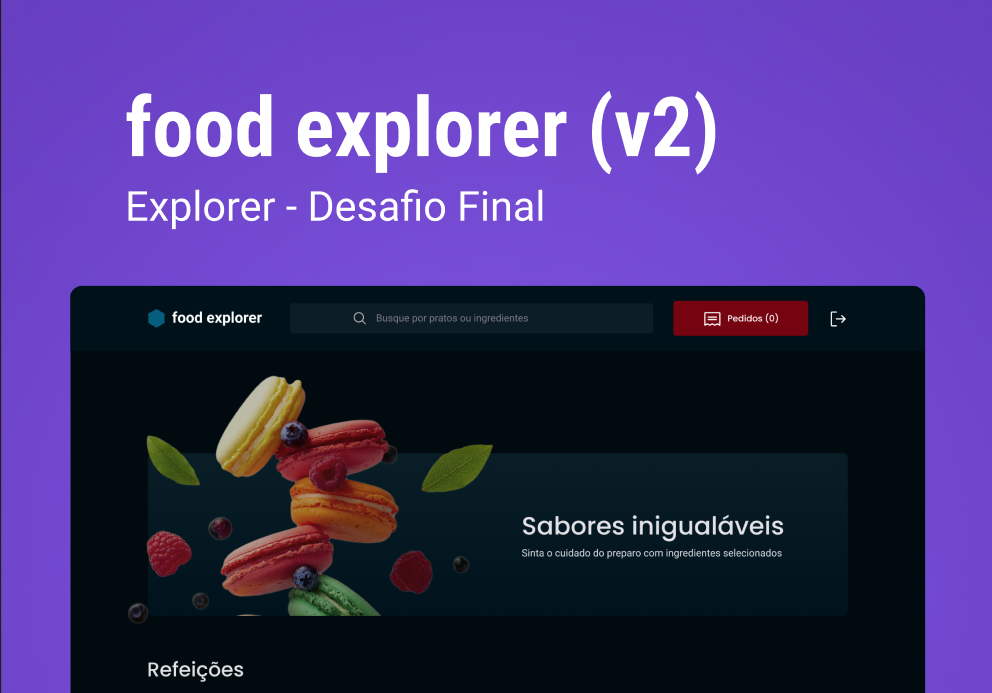 food explorer (v2)
Explorer - Desafio Final
food explorer
Busque por pratos ou ingredientes
Pedidos (0)
Sabores inigualáveis
Sinta o cuidado do preparo com ingredientes selecionados
Refeições